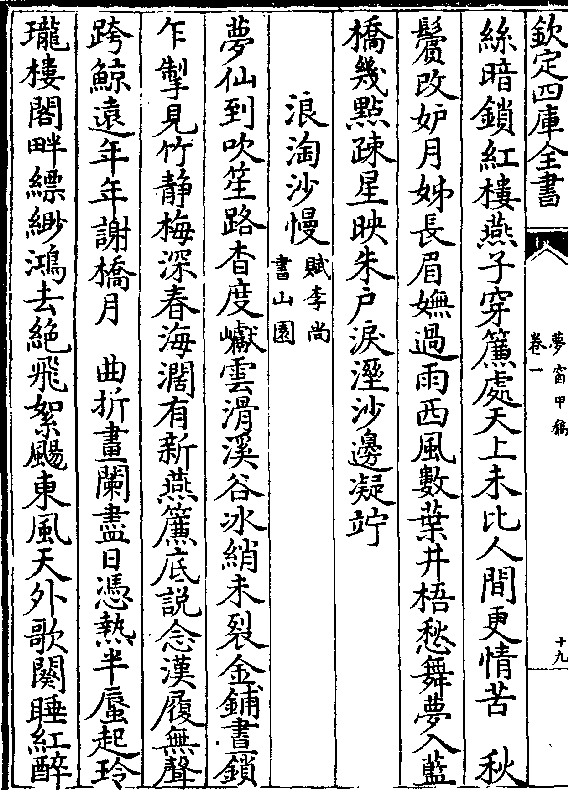 欽定四庫全書
夢窗甲稿
卷一
十九
絲暗鎖紅樓燕子穿簾處天上未比人間更情苦　秋
鬢改妒月姊長眉嫵過雨西風數葉井梧愁舞夢入藍
橋幾點疎星映朱戶淚溼沙邊凝竚
浪淘沙慢賦李尚書山園
夢仙到吹笙路杳度巘雲滑溪谷冰綃未裂金鋪晝鎖
乍掣見竹靜梅深春海濶有新燕簾底説念漢履無聲
跨鯨遠年年謝橋月　曲折畫闌盡日憑熱半蜃起玲
瓏樓閣畔縹緲鴻去絶飛絮颺東風天外歌闋睡紅醉